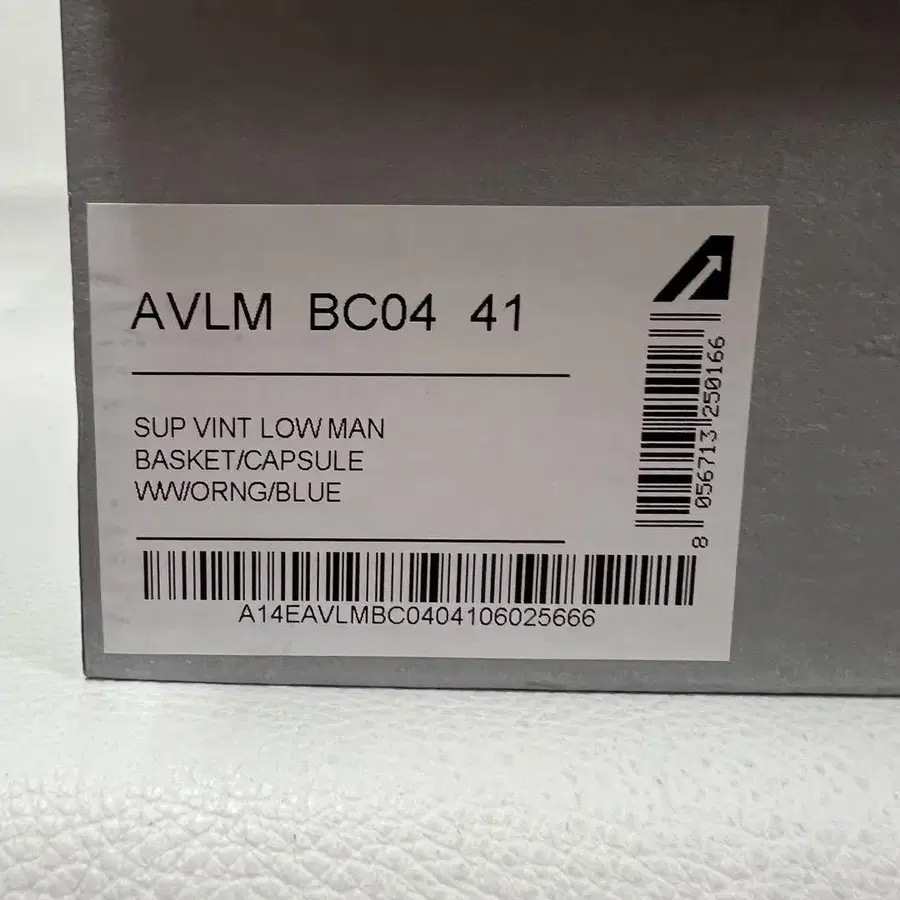 AVLM BC04 41
SUP VINT LOW MAN
BASKET/CAPSULE
WW/ORNG/BLUE
A14EAVLMBC0404106025666
8 056713 250166